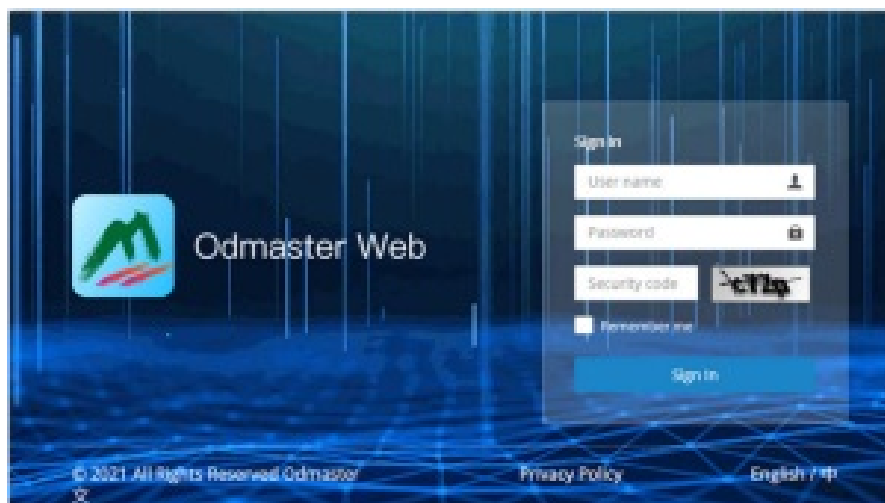 Sign In
User name
Odmaster Web
Password
Security code
Remember me
Sign In
© 2021 All Rights Reserved Odmaster
Privacy Policy
English / 中
文